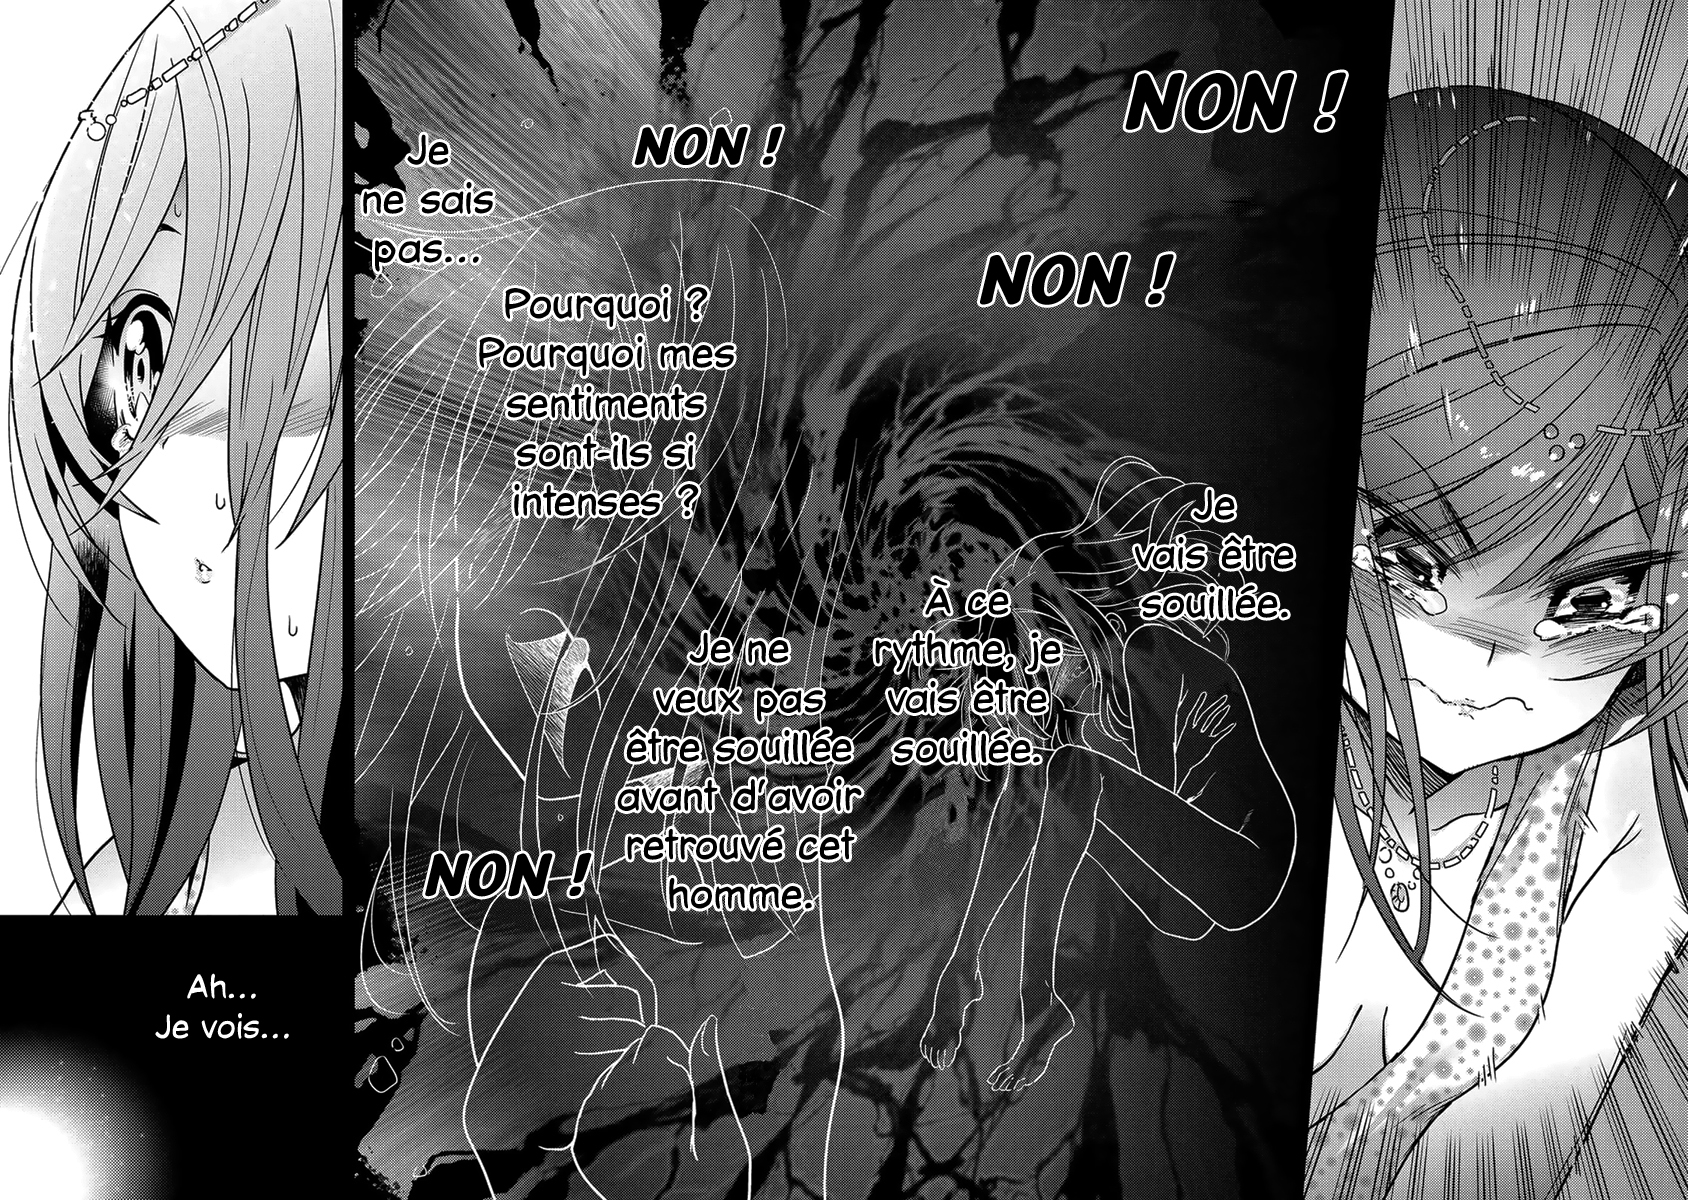 NON !
Je
vais être
souillée.
NON !
À ce
rythme, je
vais être
souillée.
NON !
Je ne
veux pas
être souillée
avant d'avoir
retrouvé cet
homme.
Pourquoi ?
Pourquoi mes
sentiments
sont-ils si
intenses ?
NON !
Je
ne sais
pas...
Ah...
Je vois...